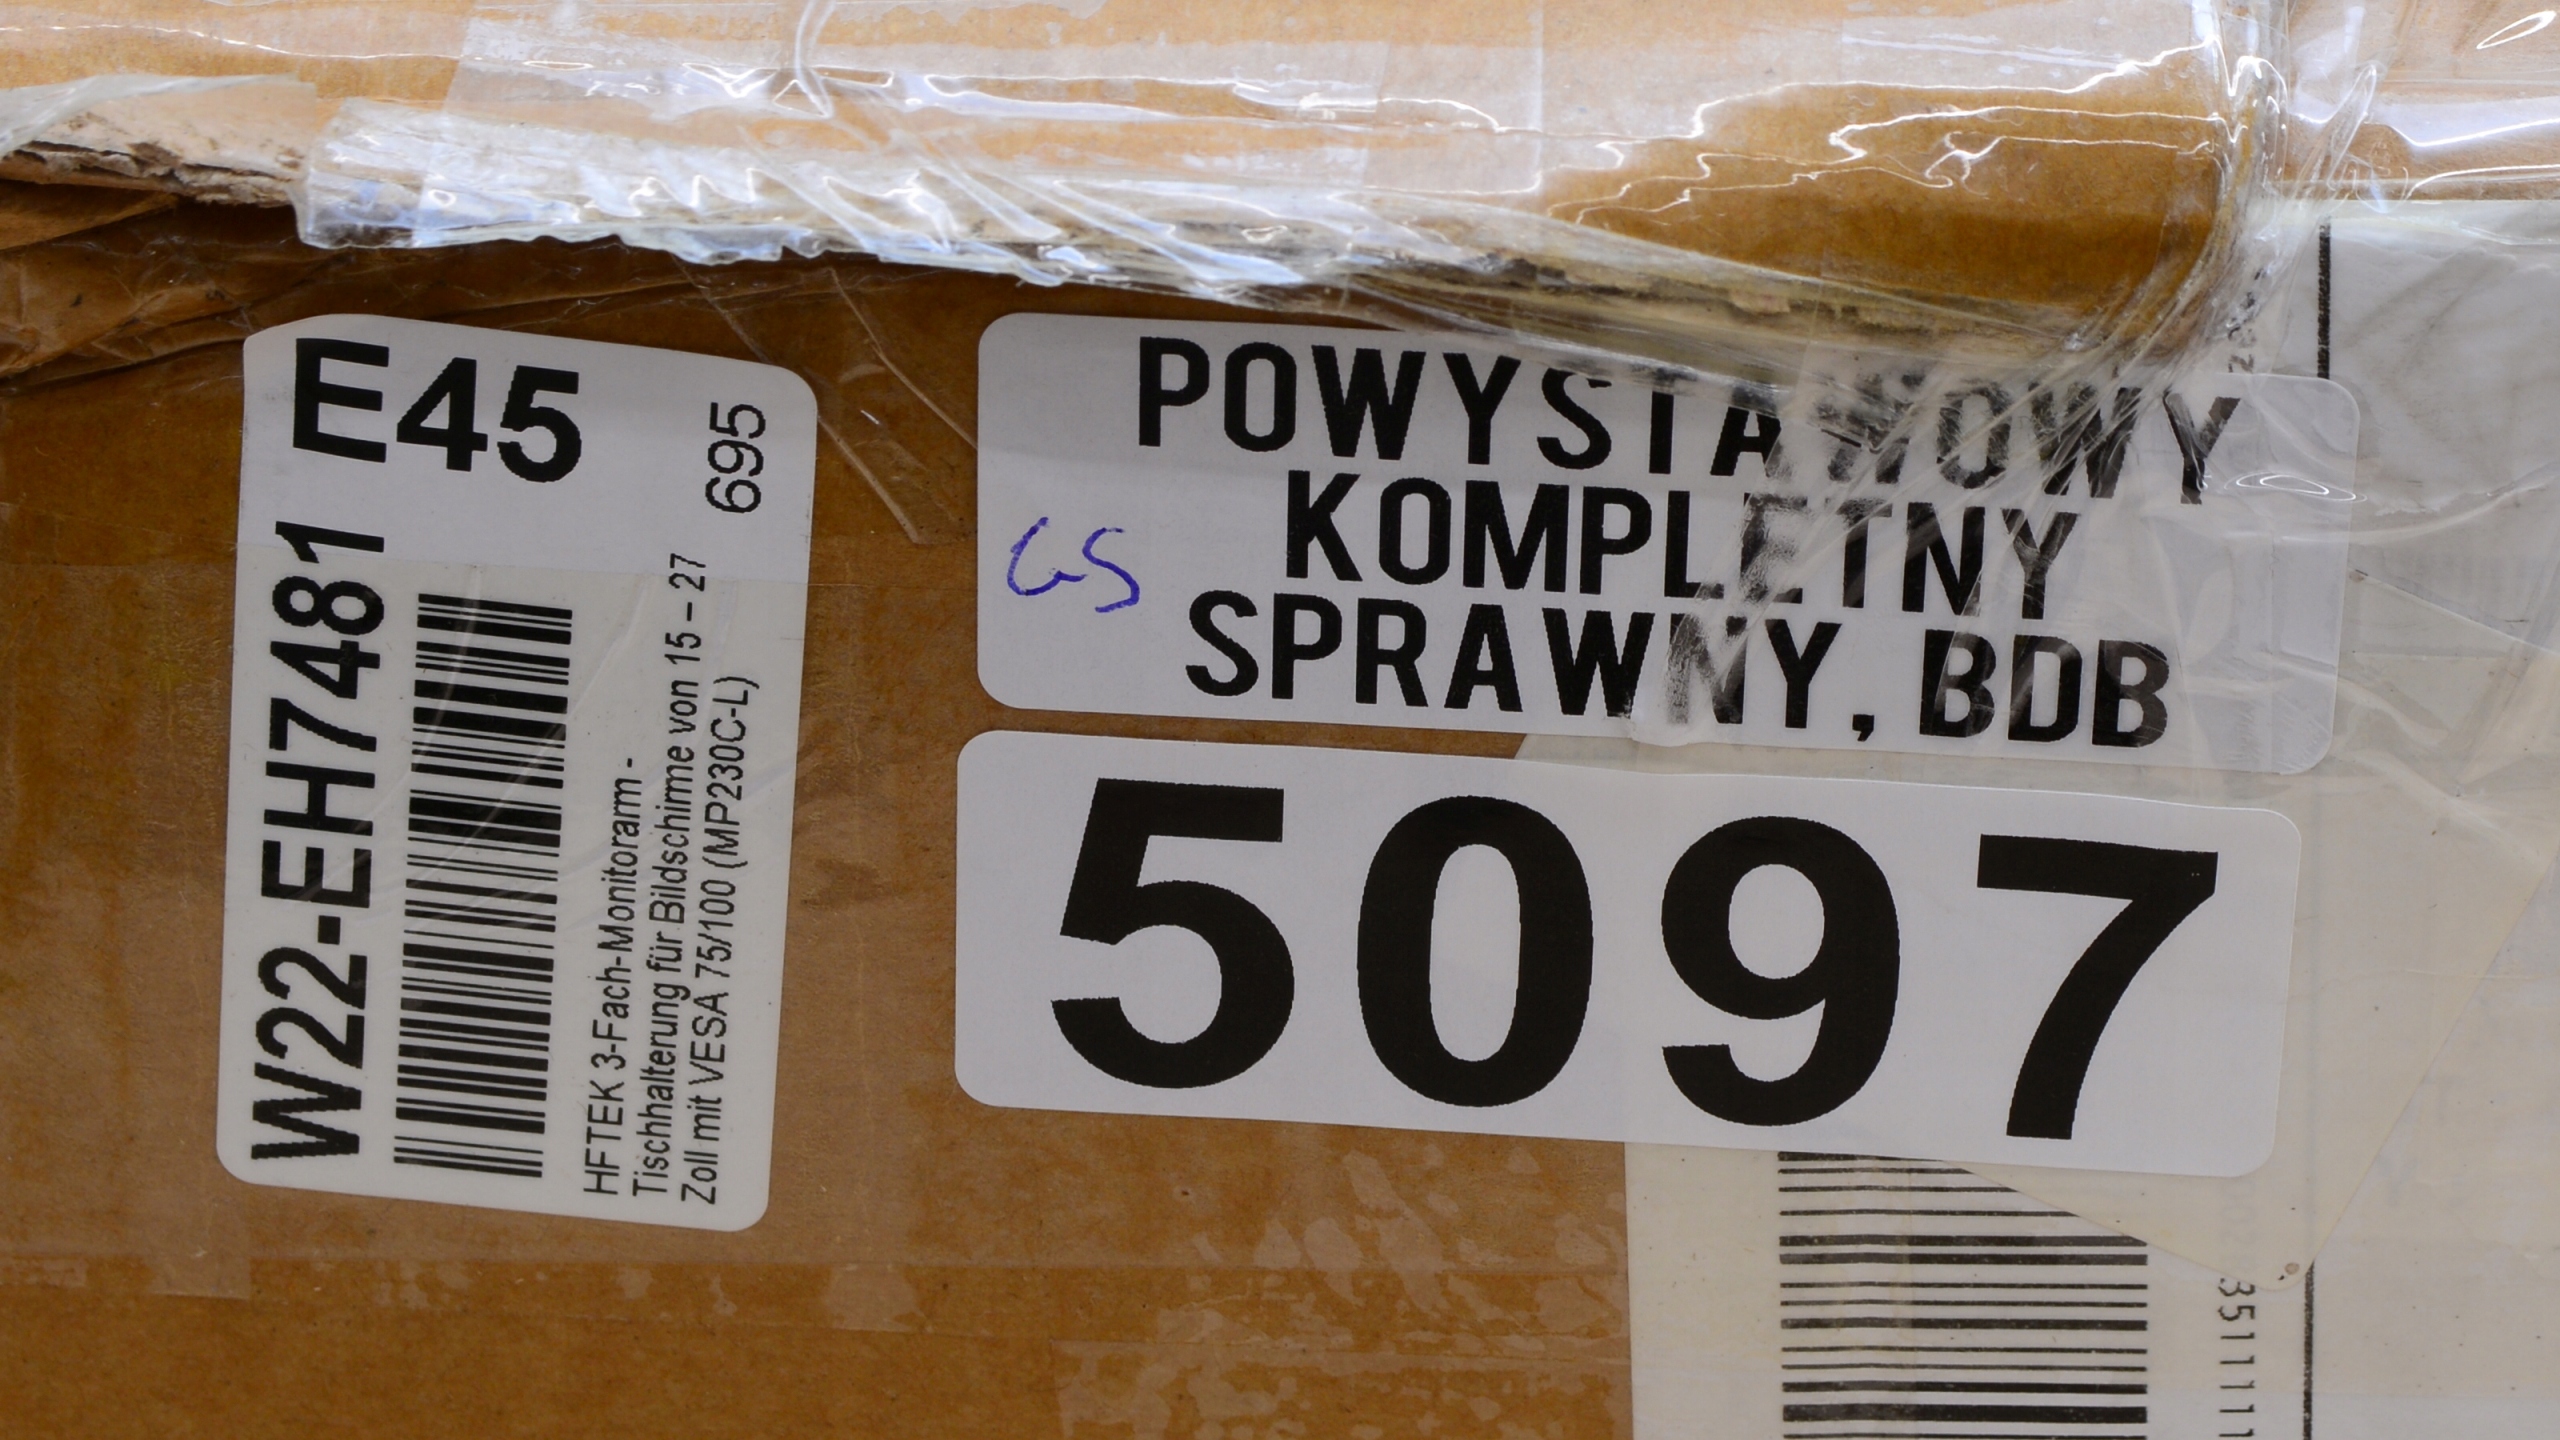 E45
695
W22-EH7481
HFTEK 3-Fach-Monitorarm -
Tischhalterung für Bildschirme von 15 – 27
Zoll mit VESA 75/100 (MP230C-L)
POWYSTAWOWY
KOMPLETNY
SPRAWNY, BDB
GS
5097